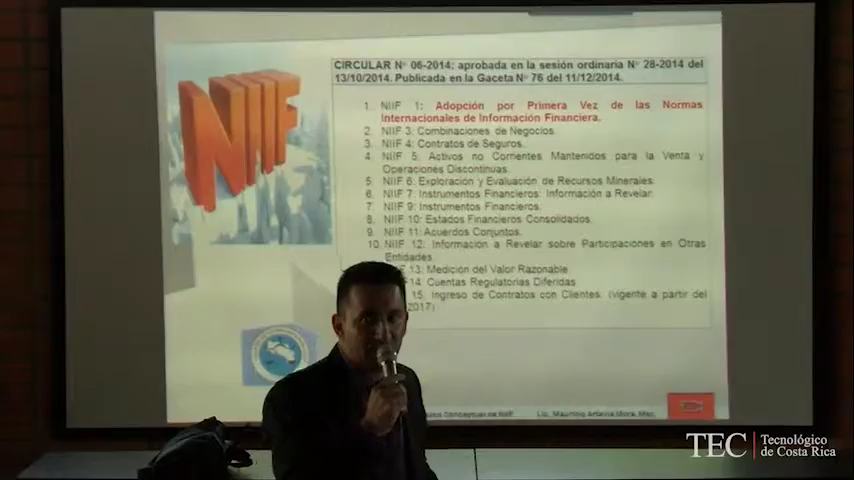 NIIF
CIRCULAR N° 06-2014; aprobada en la sesión ordinaria N° 28-2014 del
13/10/2014. Publicada en la Gaceta N° 76 del 11/12/2014.
1. NIIF 1: Adopción por Primera Vez de las Normas
Internacionales de Información Financiera.
2. NIIF 3: Combinaciones de Negocios.
3. NIIF 4: Contratos de Seguros.
4. NIIF 5: Activos no Corrientes Mantenidos para la Venta y
Operaciones Discontinuas.
5. NIIF 6: Exploración y Evaluación de Recursos Minerales.
6. NIIF 7: Instrumentos Financieros: Información a Revelar.
7. NIIF 9: Instrumentos Financieros.
8. NIIF 10: Estados Financieros Consolidados.
9. NIIF 11: Acuerdos Conjuntos.
10. NIIF 12: Información a Revelar sobre Participaciones en Otras
Entidades.
13: Medición del Valor Razonable
14: Cuentas Regulatorias Diferidas
15: Ingreso de Contratos con Clientes. (vigente a partir del
2017)
Conceptual de NIIF Lic. Mauricio Mora, Msc.
TEC | Tecnológico
de Costa Rica